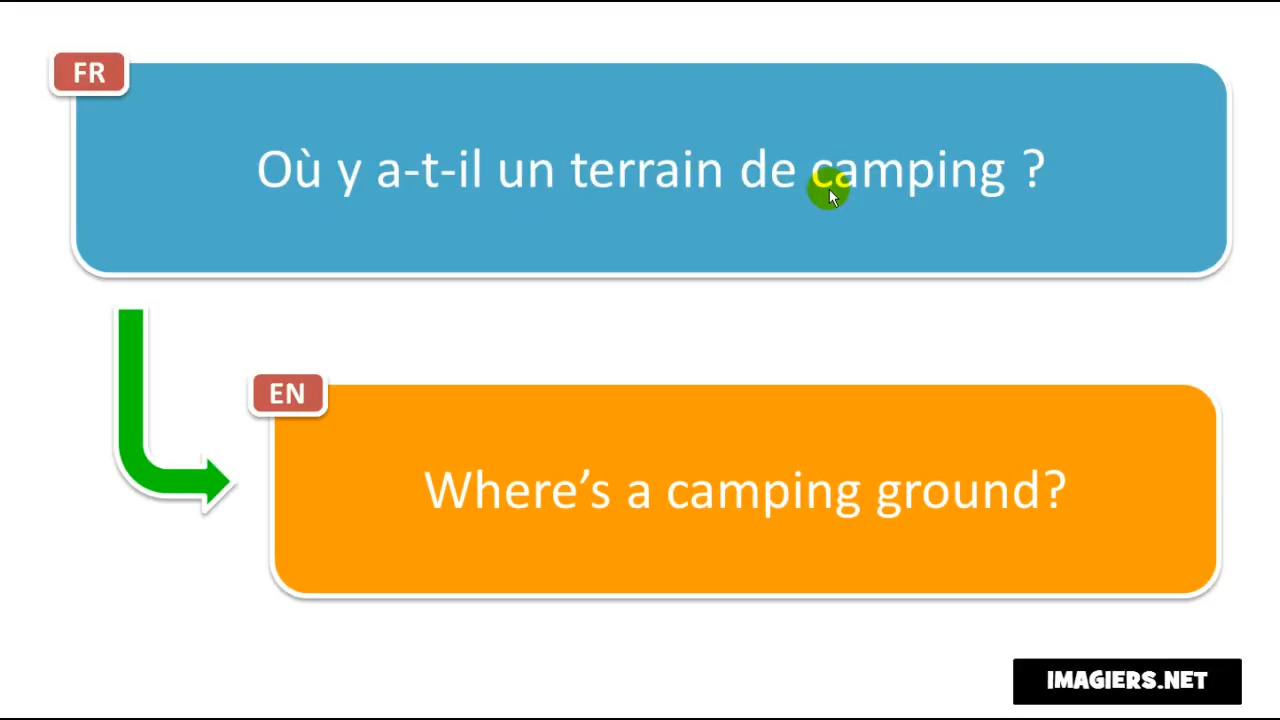 FR
Où y a-t-il un terrain de camping ?
EN
Where’s a camping ground?
IMAGIERS.NET